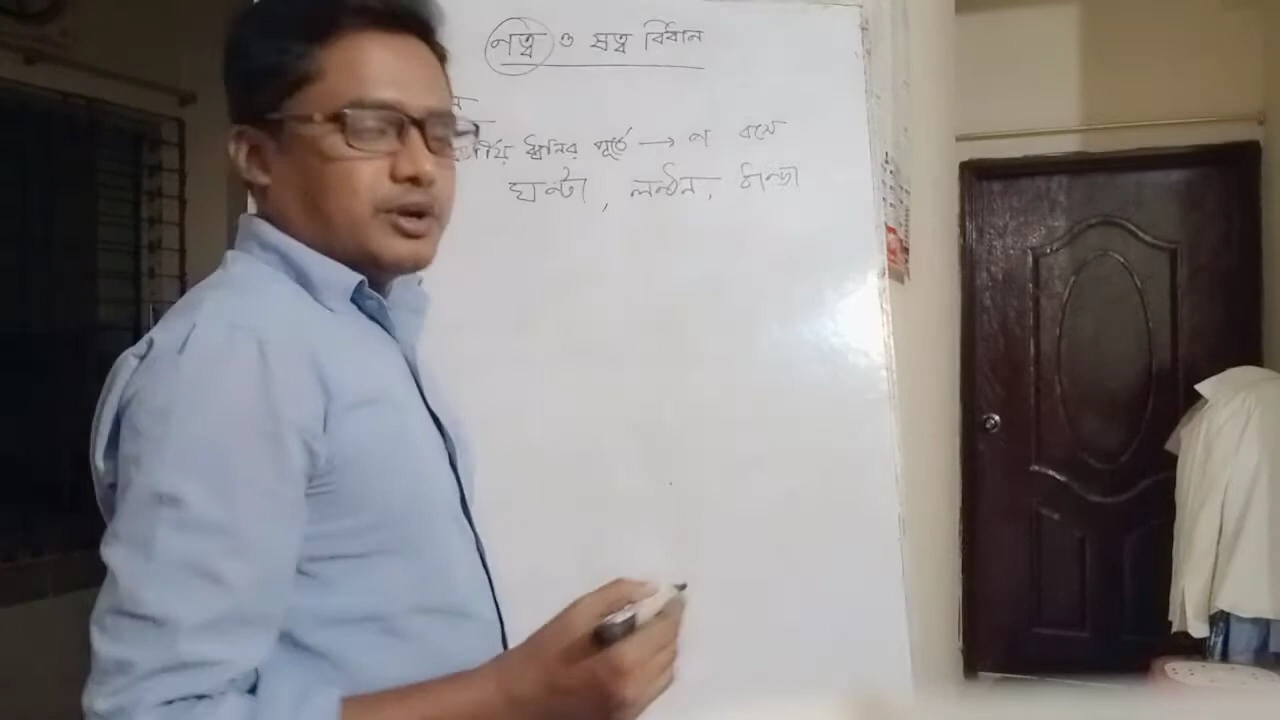 ণত্ব ও ষত্ব বিধান
ধ্বনির পূর্বে → ণ বসে
ঘণ্টা, লণ্ঠন, ঠাণ্ডা